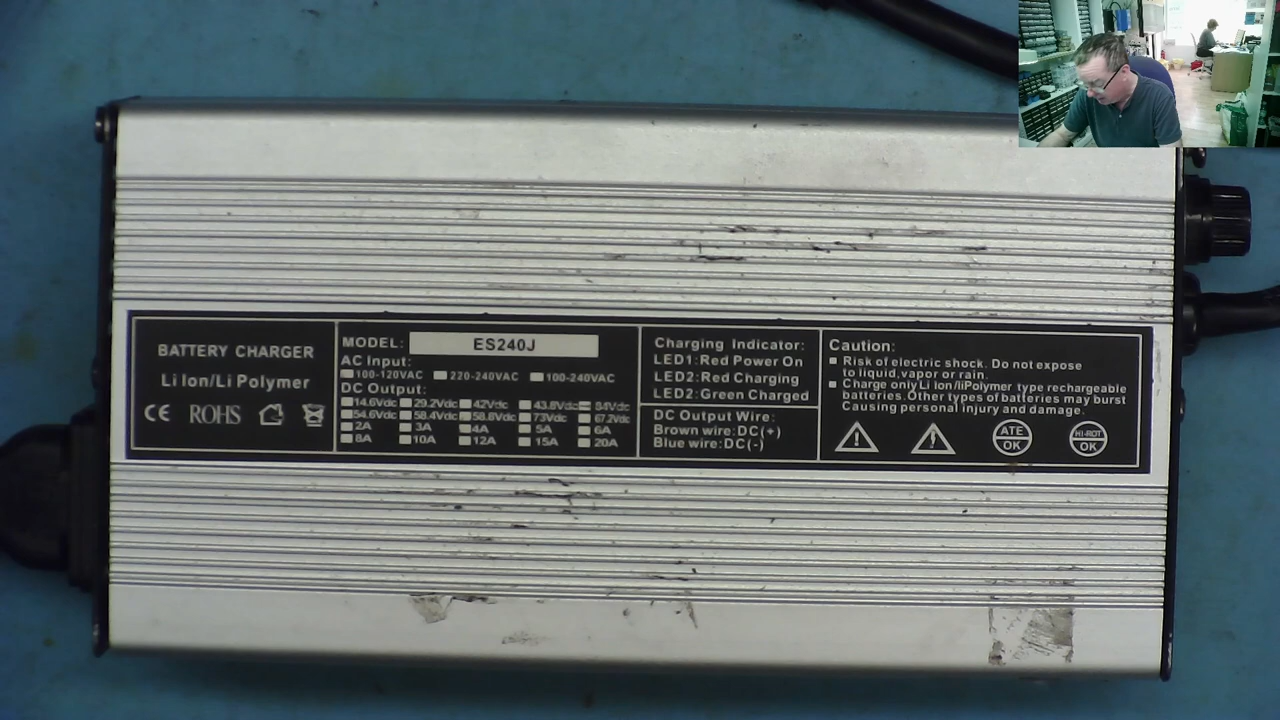 BATTERY CHARGER
Li Ion/Li Polymer
CE ROHS
MODEL: ES240J
AC Input:
100-120VAC 220-240VAC 100-240VAC
DC Output:
14.6Vdc 29.2Vdc 42Vdc 43.8Vdc 84Vdc
54.6Vdc 58.4Vdc 58.8Vdc 73Vdc 67.2Vdc
2A 3A 4A 5A 6A
8A 10A 12A 15A 20A
Charging Indicator:
LED1: Red Power On
LED2: Red Charging
LED2: Green Charged
DC Output Wire:
Brown wire:DC(+)
Blue wire:DC(-)
Caution:
Risk of electric shock. Do not expose
to liquid,vapor or rain.
Charge only Li Ion/liPolymer type rechargeable
batteries.Other types of batteries may burst
Causing personal injury and damage.
ATE OK
HI-POT OK